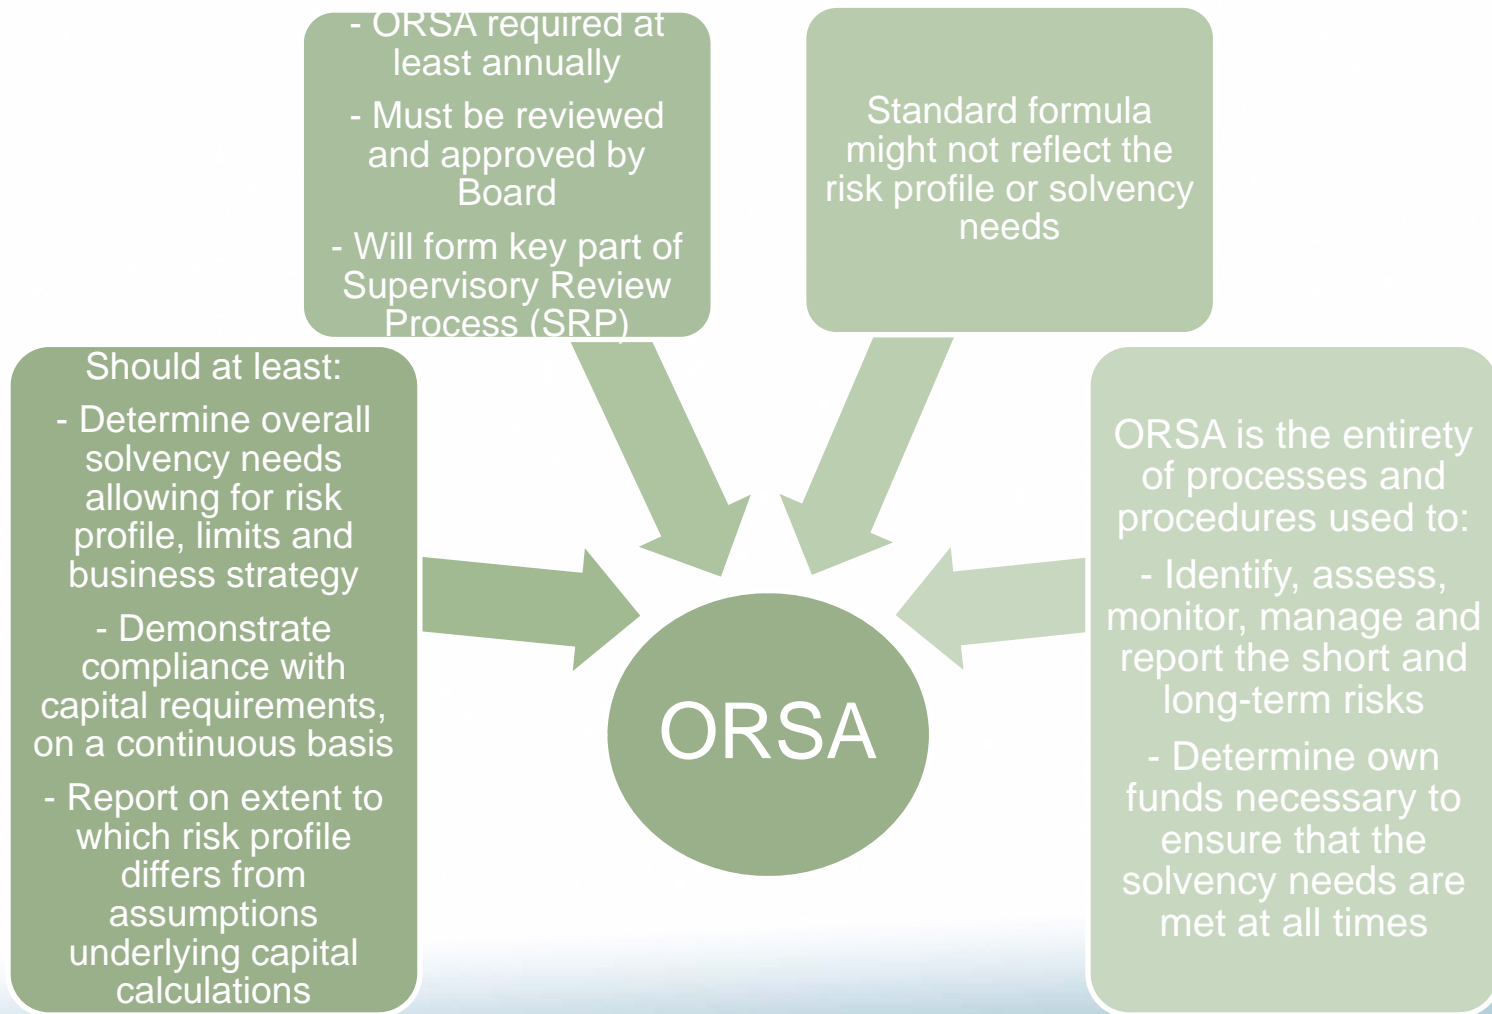 - ORSA required at
least annually
- Must be reviewed
and approved by
Board
- Will form key part of
Supervisory Review
Process (SRP)
Standard formula
might not reflect the
risk profile or solvency
needs
Should at least:
- Determine overall
solvency needs
allowing for risk
profile, limits and
business strategy
- Demonstrate
compliance with
capital requirements,
on a continuous basis
- Report on extent to
which risk profile
differs from
assumptions
underlying capital
calculations
ORSA is the entirety
of processes and
procedures used to:
- Identify, assess,
monitor, manage and
report the short and
long-term risks
- Determine own
funds necessary to
ensure that the
solvency needs are
met at all times
ORSA